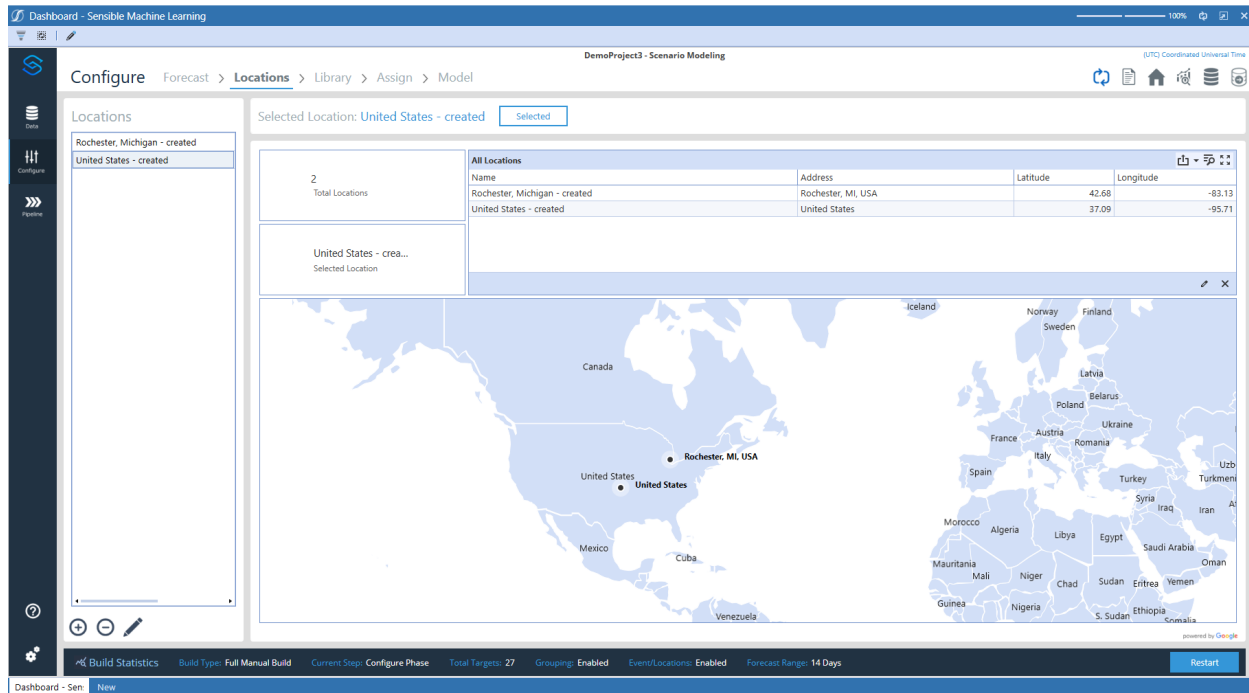 Dashboard - Sensible Machine Learning
100%
DemoProject3 - Scenario Modeling
(UTC) Coordinated Universal Time
Configure Forecast > Locations > Library > Assign > Model
Data
Configure
Pipeline
Locations
Rochester, Michigan - created
United States - created
Selected Location: United States - created
Selected
2
Total Locations
United States - crea...
Selected Location
All Locations
Name Address Latitude Longitude
Rochester, Michigan - created Rochester, MI, USA 42.68 -83.13
United States - created United States 37.09 -95.71
Iceland
Norway
Finland
Sweden
Canada
Latvia
Belarus
Poland
Ukraine
Austria
France
Romania
Italy
Rochester, MI, USA
Uzb
Spain
United States
Turkey
Turkmeni
United States
Syria
Iraq
Iran
Morocco
Algeria
Libya
Egypt
Saudi Arabia
Mexico
Cuba
Oman
Mauritania
Mali
Niger
Chad
Sudan
Eritrea
Yemen
Guinea
Nigeria
Ethiopia
S. Sudan
Venezuela
Somalia
powered by Google
Build Statistics Build Type: Full Manual Build Current Step: Configure Phase Total Targets: 27 Grouping: Enabled Event/Locations: Enabled Forecast Range: 14 Days
Restart
Dashboard - Sen
New